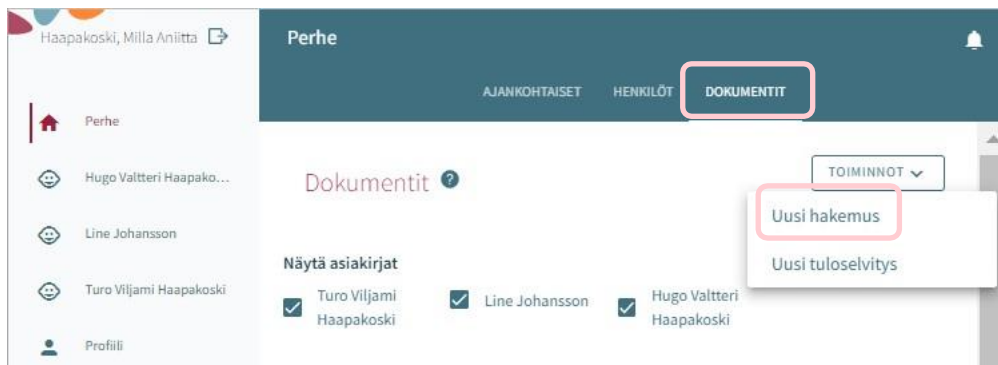 Haapakoski, Milla Aniitta
Perhe
Hugo Valtteri Haapako...
Line Johansson
Turo Viljami Haapakoski
Profiili
Perhe
AJANKOHTAISET HENKILÖT DOKUMENTIT
Dokumentit ?
TOIMINNOT
Uusi hakemus
Uusi tuloselvitys
Näytä asiakirjat
Turo Viljami
Haapakoski
Line Johansson
Hugo Valtteri
Haapakoski